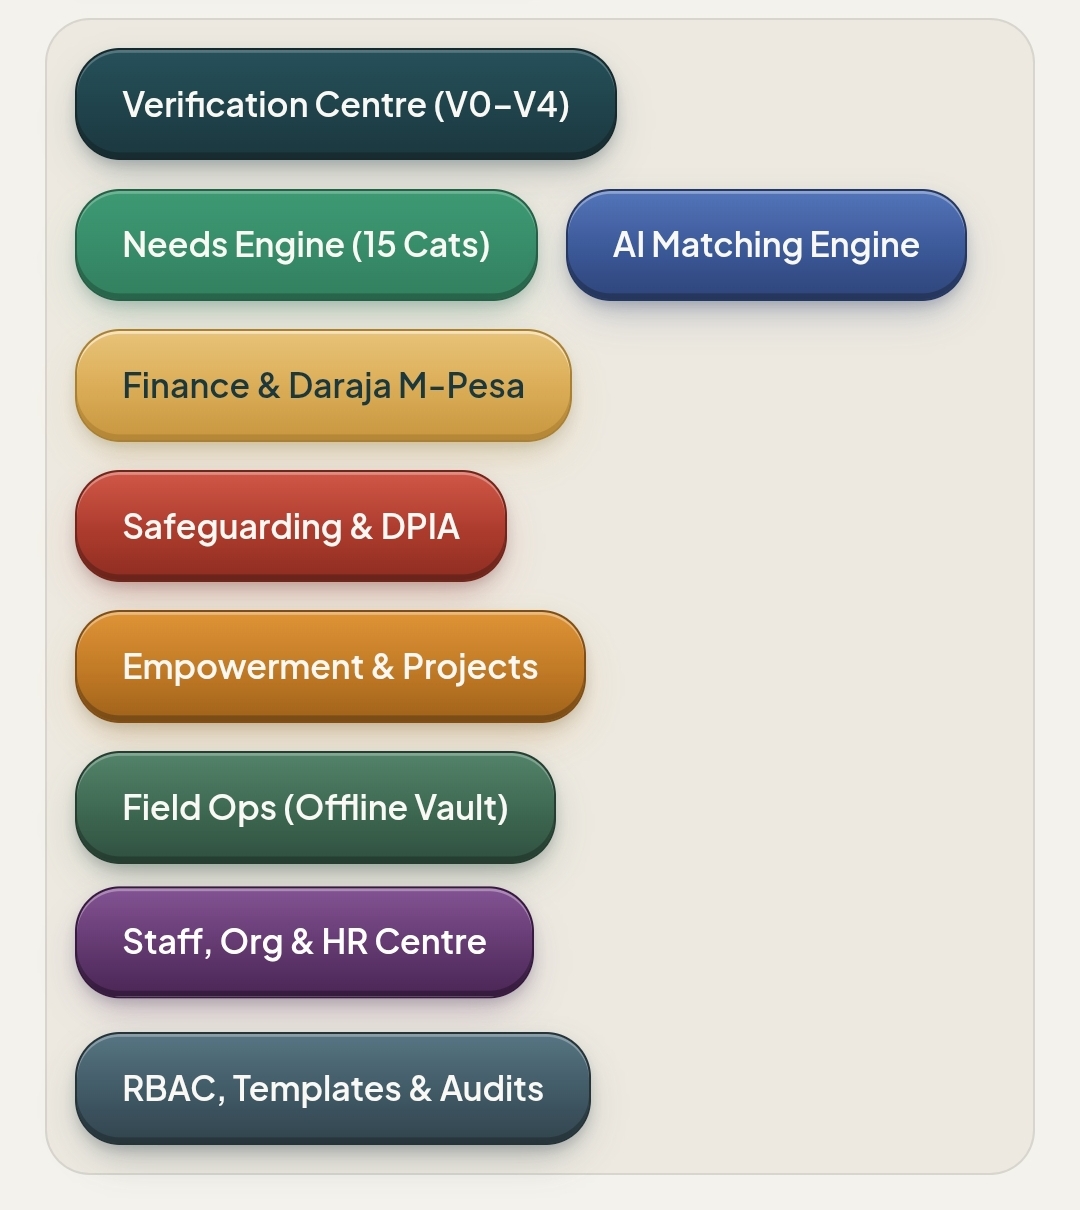 Verification Centre (V0–V4)
Needs Engine (15 Cats)
AI Matching Engine
Finance & Daraja M-Pesa
Safeguarding & DPIA
Empowerment & Projects
Field Ops (Offline Vault)
Staff, Org & HR Centre
RBAC, Templates & Audits